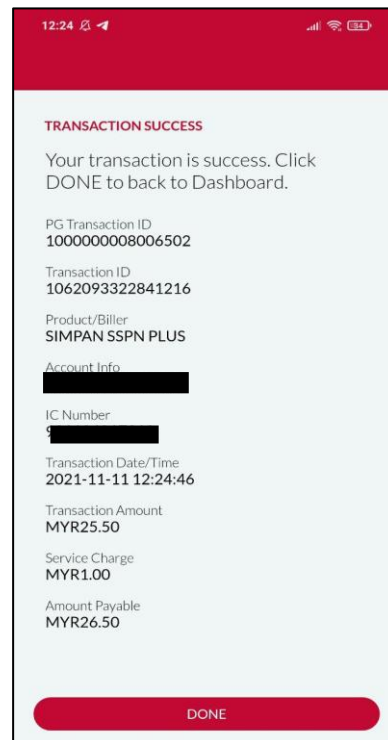 12:24
34
TRANSACTION SUCCESS
Your transaction is success. Click
DONE to back to Dashboard.
PG Transaction ID
1000000008006502
Transaction ID
1062093322841216
Product/Biller
SIMPAN SSPN PLUS
Account Info
IC Number
9
Transaction Date/Time
2021-11-11 12:24:46
Transaction Amount
MYR25.50
Service Charge
MYR1.00
Amount Payable
MYR26.50
DONE